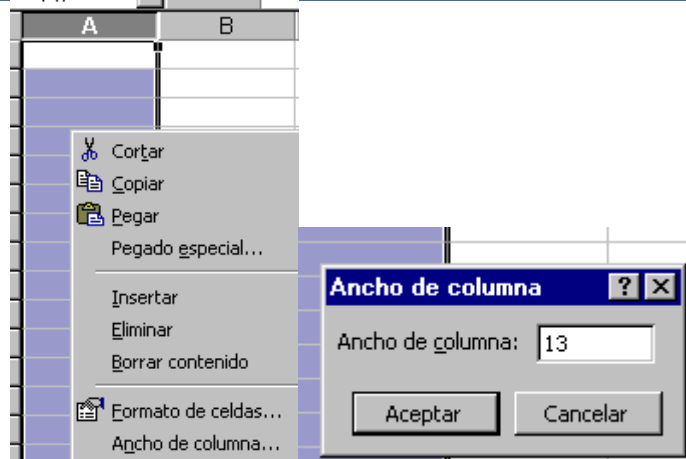 A B
Cortar
Copiar
Pegar
Pegado especial...
Insertar
Eliminar
Borrar contenido
Formato de celdas...
Ancho de columna...
Ancho de columna ? X
Ancho de columna: 13
Aceptar Cancelar